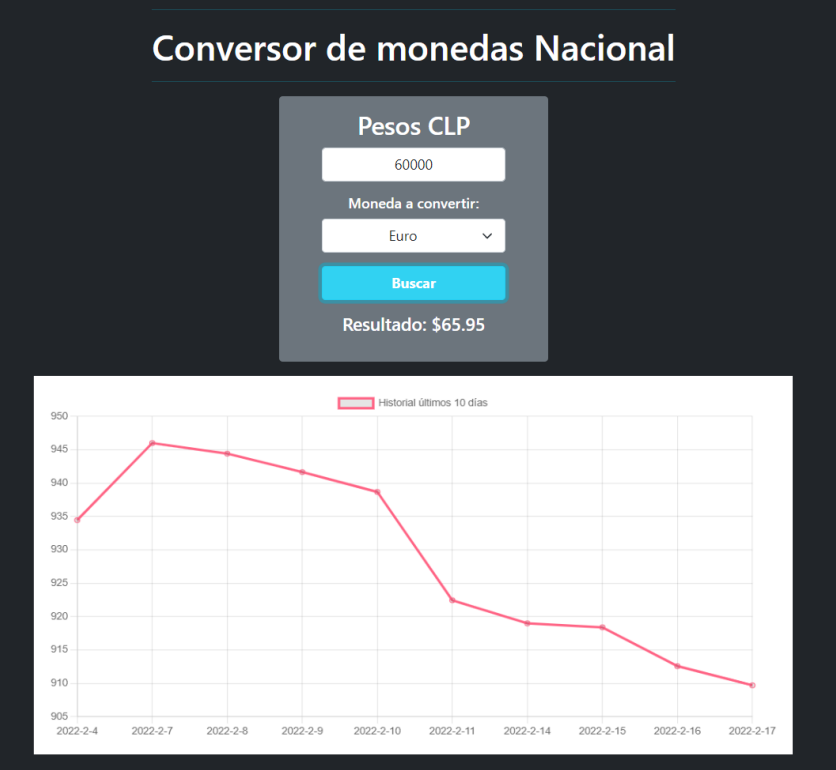 Conversor de monedas Nacional
Pesos CLP
60000
Moneda a convertir:
Euro
Buscar
Resultado: $65.95
Historial últimos 10 días
950
945
940
935
930
925
920
915
910
905
2022-2-4 2022-2-7 2022-2-8 2022-2-9 2022-2-10 2022-2-11 2022-2-14 2022-2-15 2022-2-16 2022-2-17